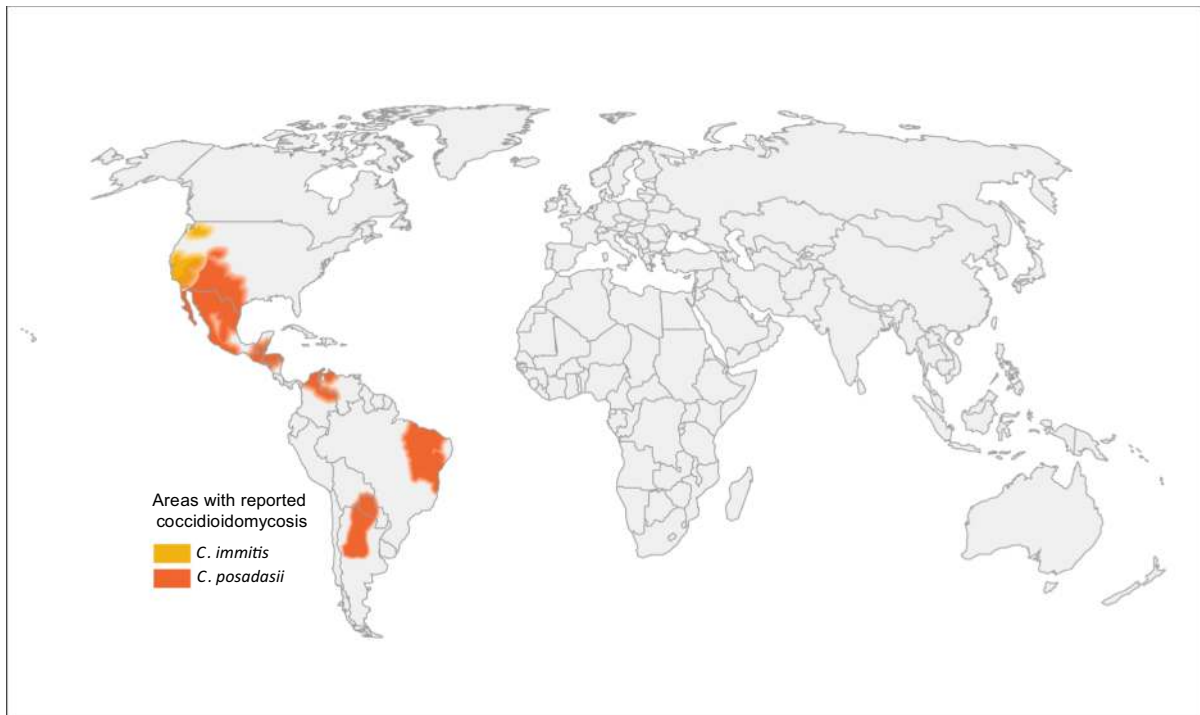 Areas with reported
coccidioidomycosis
C. immitis
C. posadasii